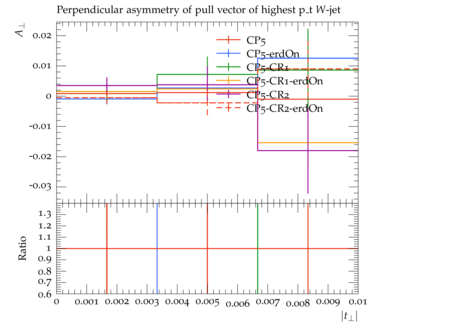 Perpendicular asymmetry of pull vector of highest p_t W-jet
A⊥
0.02
0.01
0
−0.01
−0.02
−0.03
CP5
CP5-erdOn
CP5-CR1
CP5-CR1-erdOn
CP5-CR2
CP5-CR2-erdOn
Ratio
1.3
1.2
1.1
1
0.9
0.8
0.7
0.6
0 0.001 0.002 0.003 0.004 0.005 0.006 0.007 0.008 0.009 0.01
|t⊥|